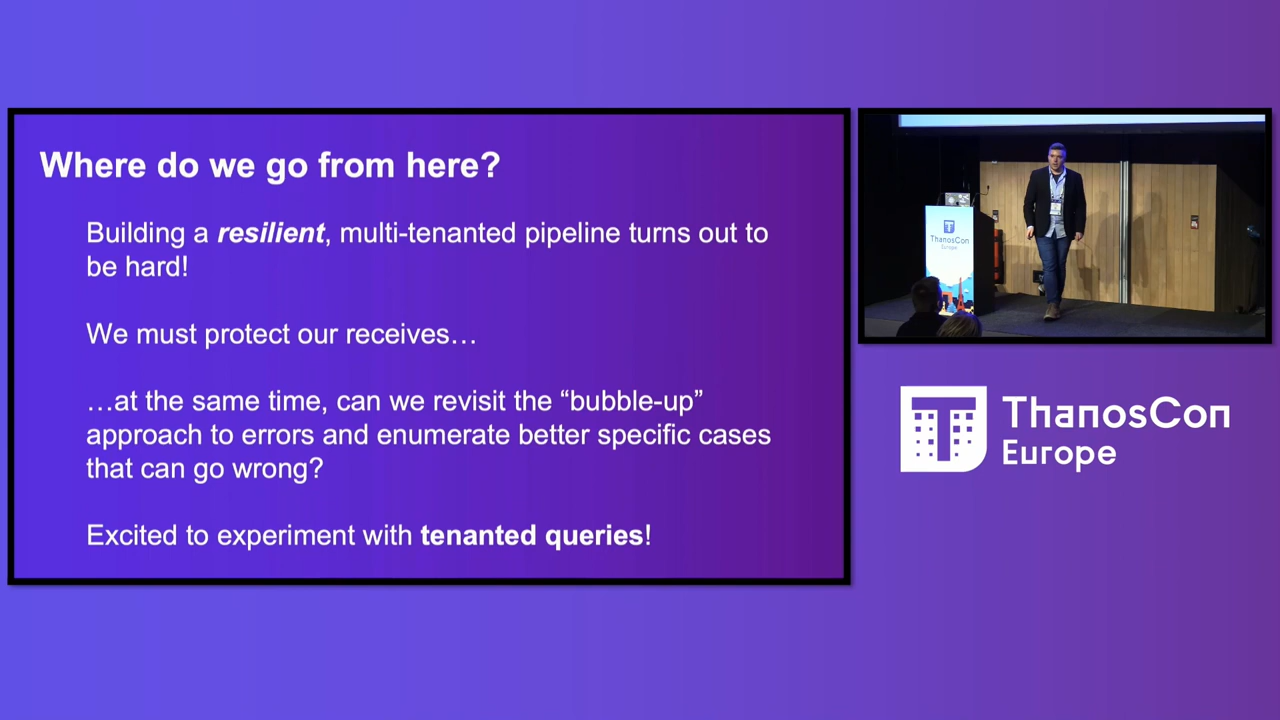 Where do we go from here?
Building a resilient, multi-tenanted pipeline turns out to
be hard!
We must protect our receives…
…at the same time, can we revisit the “bubble-up”
approach to errors and enumerate better specific cases
that can go wrong?
Excited to experiment with tenanted queries!
ThanosCon
Europe
ThanosCon
Europe